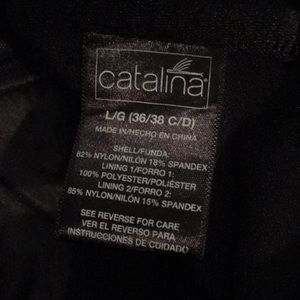 catalina
L/G (36/38 C/D)
MADE IN/HECHO EN CHINA
SHELL/FUNDA:
82% NYLON/NILÓN 18% SPANDEX
LINING 1/FORRO 1:
100% POLYESTER/POLIÉSTER
LINING 2/FORRO 2:
85% NYLON/NILÓN 15% SPANDEX
SEE REVERSE FOR CARE
VER EL REVERSO PARA
INSTRUCCIONES DE CUIDADO